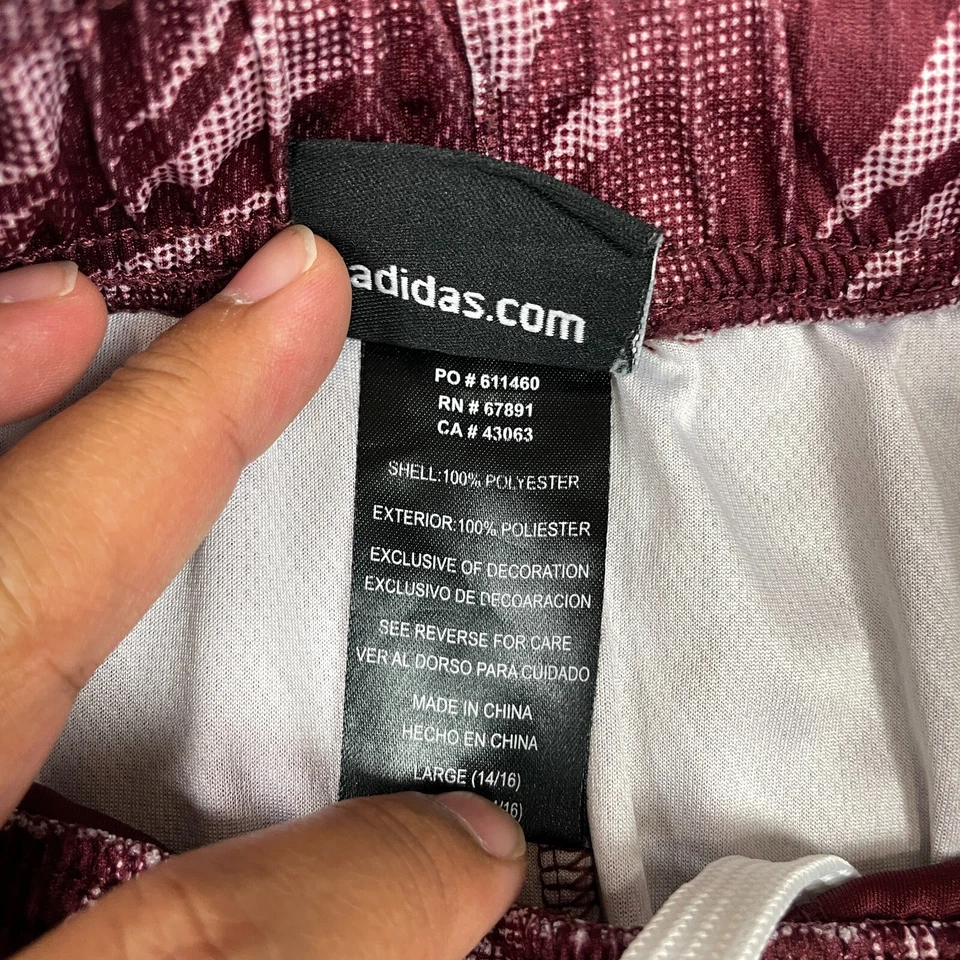 adidas.com
PO # 611460
RN # 67891
CA # 43063
SHELL:100% POLYESTER
EXTERIOR:100% POLIESTER
EXCLUSIVE OF DECORATION
EXCLUSIVO DE DECOARACION
SEE REVERSE FOR CARE
VER AL DORSO PARA CUIDADO
MADE IN CHINA
HECHO EN CHINA
LARGE (14/16)
/16)